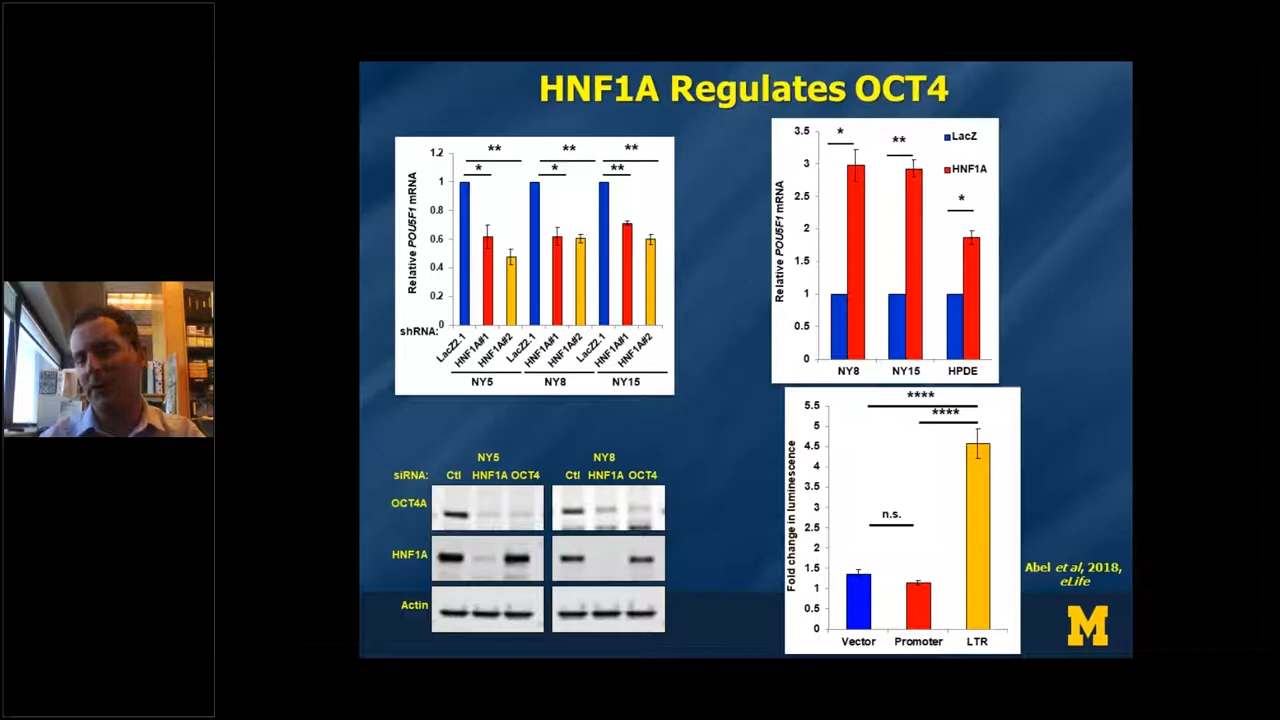 HNF1A Regulates OCT4
Relative POU5F1 mRNA
1.2
1
0.8
0.6
0.4
0.2
0
** ** **
* * **
shRNA:
LacZ2.1 HNF1A#1 HNF1A#2 LacZ2.1 HNF1A#1 HNF1A#2 LacZ2.1 HNF1A#1 HNF1A#2
NY5 NY8 NY15
Relative POU5F1 mRNA
3.5
3
2.5
2
1.5
1
0.5
0
* ** *
LacZ
HNF1A
NY8 NY15 HPDE
NY5 NY8
siRNA: Ctl HNF1A OCT4 Ctl HNF1A OCT4
OCT4A
HNF1A
Actin
Fold change in luminescence
5.5
5
4.5
4
3.5
3
2.5
2
1.5
1
0.5
0
****
****
n.s.
Vector Promoter LTR
Abel et al, 2018,
eLife
M